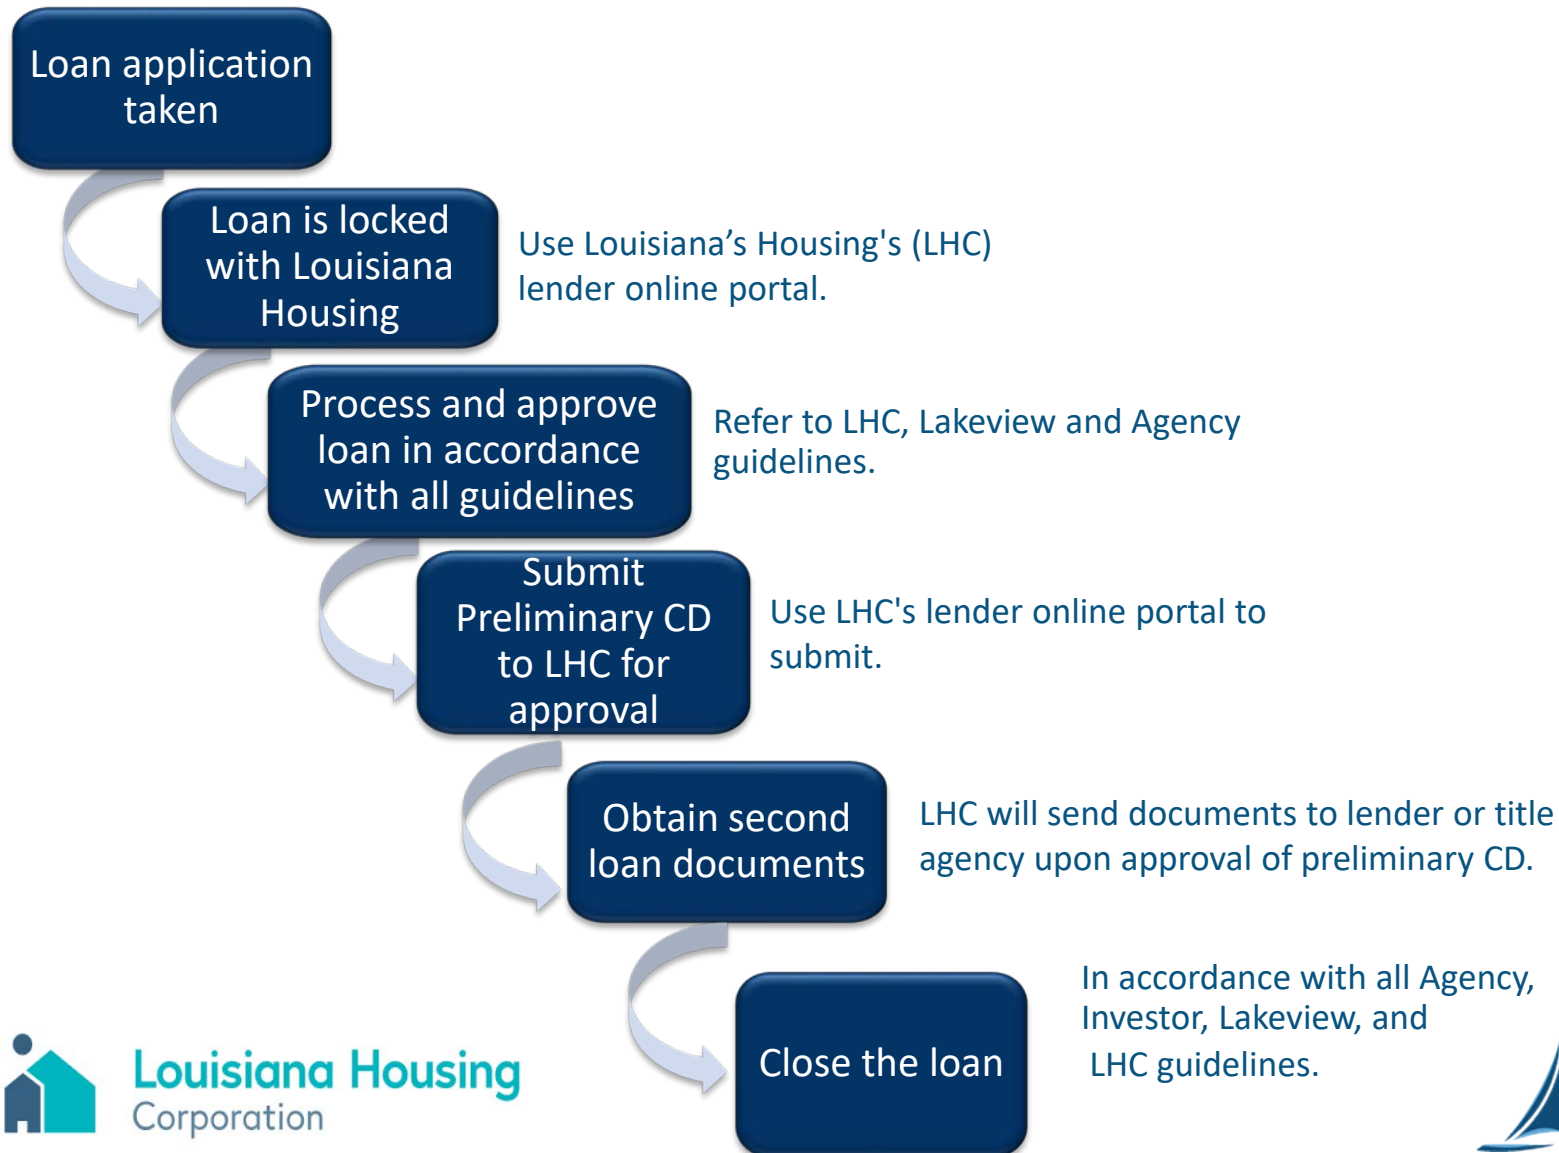 Loan application
taken
Loan is locked
with Louisiana
Housing
Use Louisiana’s Housing's (LHC)
lender online portal.
Process and approve
loan in accordance
with all guidelines
Refer to LHC, Lakeview and Agency
guidelines.
Submit
Preliminary CD
to LHC for
approval
Use LHC's lender online portal to
submit.
Obtain second
loan documents
LHC will send documents to lender or title
agency upon approval of preliminary CD.
Close the loan
In accordance with all Agency,
Investor, Lakeview, and
LHC guidelines.
Louisiana Housing
Corporation